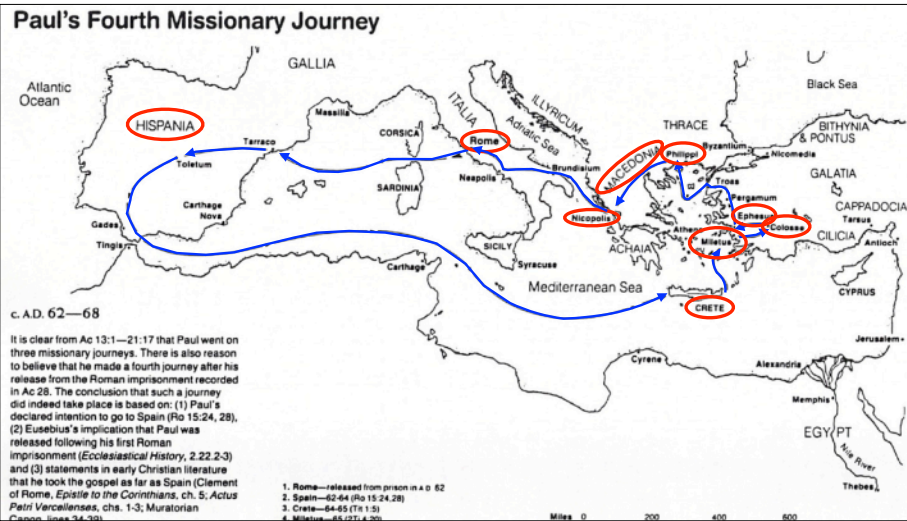 Paul's Fourth Missionary Journey
Atlantic
Ocean
GALLIA
Black Sea
HISPANIA
Massilia
ITALIA
ILLYRICUM
Adriatic Sea
THRACE
BITHYNIA
& PONTUS
Tarraco
CORSICA
Rome
MACEDONIA
Philippi
Byzantium
Nicomedia
Toletum
Neapolis
Brundisium
Troas
GALATIA
SARDINIA
Pergamum
Carthage
Nova
CAPPADOCIA
Gades
Nicopolis
Ephesus
Tarsus
Tingis
Athens
Colosse
CILICIA
SICILY
ACHAIA
Miletus
Antioch
Carthage
Syracuse
Mediterranean Sea
CYPRUS
CRETE
c. A.D. 62—68
Jerusalem
Cyrene
Alexandria
Memphis
EGYPT
Nile River
Thebes
It is clear from Ac 13:1—21:17 that Paul went on
three missionary journeys. There is also reason
to believe that he made a fourth journey after his
release from the Roman imprisonment recorded
in Ac 28. The conclusion that such a journey
did indeed take place is based on: (1) Paul's
declared intention to go to Spain (Ro 15:24, 28),
(2) Eusebius's implication that Paul was
released following his first Roman
imprisonment (Ecclesiastical History, 2.22.2-3)
and (3) statements in early Christian literature
that he took the gospel as far as Spain (Clement
of Rome, Epistle to the Corinthians, ch. 5; Actus
Petri Vercellenses, chs. 1-3; Muratorian
Canon, lines 34-39)
1. Rome—released from prison in A.D. 62
2. Spain—62-64 (Ro 15:24,28)
3. Crete—64-65 (Tit 1:5)
4. Miletus—65 (2Ti 4:20)
Miles 0 200 400 600